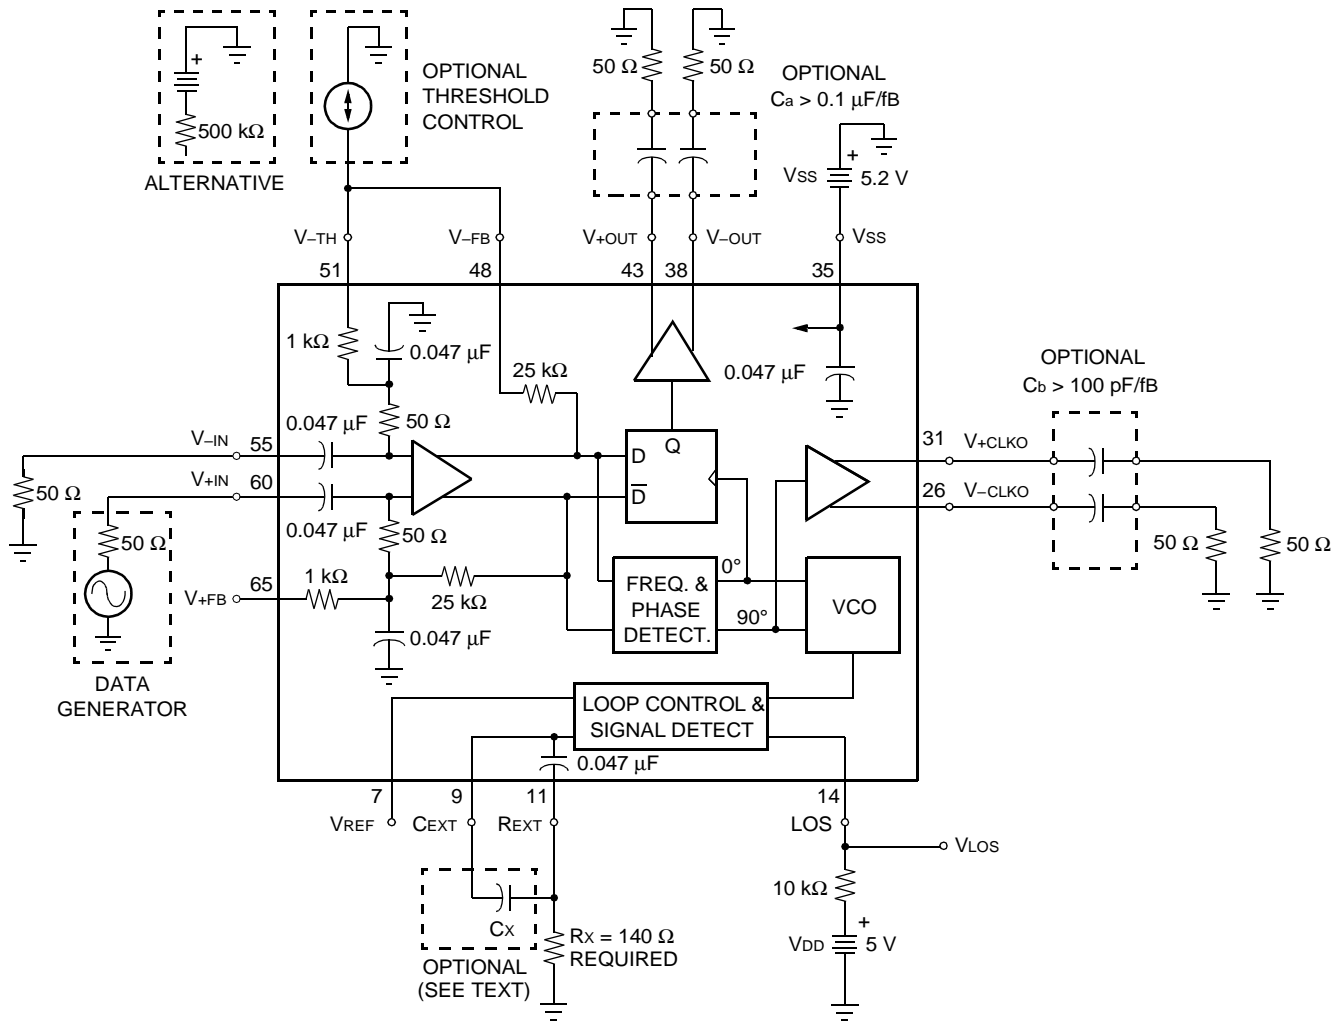 +
500 kΩ
ALTERNATIVE
OPTIONAL
THRESHOLD
CONTROL
50 Ω
50 Ω
OPTIONAL
Ca > 0.1 μF/fB
+
VSS
5.2 V
V–TH
V–FB
V+OUT
V–OUT
VSS
51
48
43
38
35
1 kΩ
0.047 μF
25 kΩ
0.047 μF
OPTIONAL
Cb > 100 pF/fB
0.047 μF
50 Ω
V–IN
55
Q
D
31
V+CLKO
V+IN
60
D̅
26
V–CLKO
50 Ω
0.047 μF
50 Ω
50 Ω
50 Ω
50 Ω
V+FB
65
1 kΩ
25 kΩ
FREQ. &
PHASE
DETECT.
0°
90°
VCO
0.047 μF
DATA
GENERATOR
LOOP CONTROL &
SIGNAL DETECT
0.047 μF
7
9
11
14
VREF
CEXT
REXT
LOS
VLOS
10 kΩ
CX
RX = 140 Ω
REQUIRED
+
VDD
5 V
OPTIONAL
(SEE TEXT)